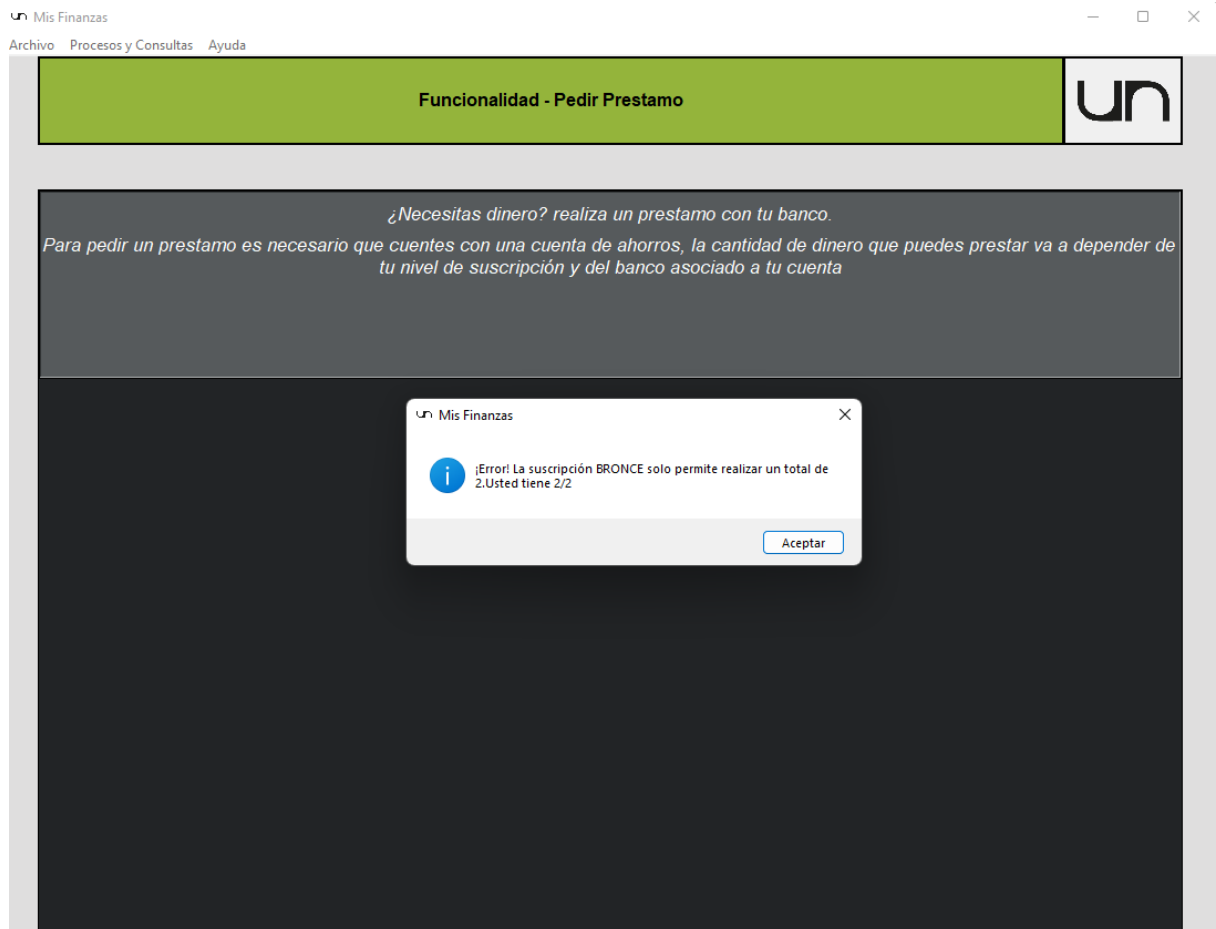 un Mis Finanzas
Archivo Procesos y Consultas Ayuda
Funcionalidad - Pedir Prestamo
un
¿Necesitas dinero? realiza un prestamo con tu banco.
Para pedir un prestamo es necesario que cuentes con una cuenta de ahorros, la cantidad de dinero que puedes prestar va a depender de
tu nivel de suscripción y del banco asociado a tu cuenta
un Mis Finanzas
¡Error! La suscripción BRONCE solo permite realizar un total de
2.Usted tiene 2/2
Aceptar